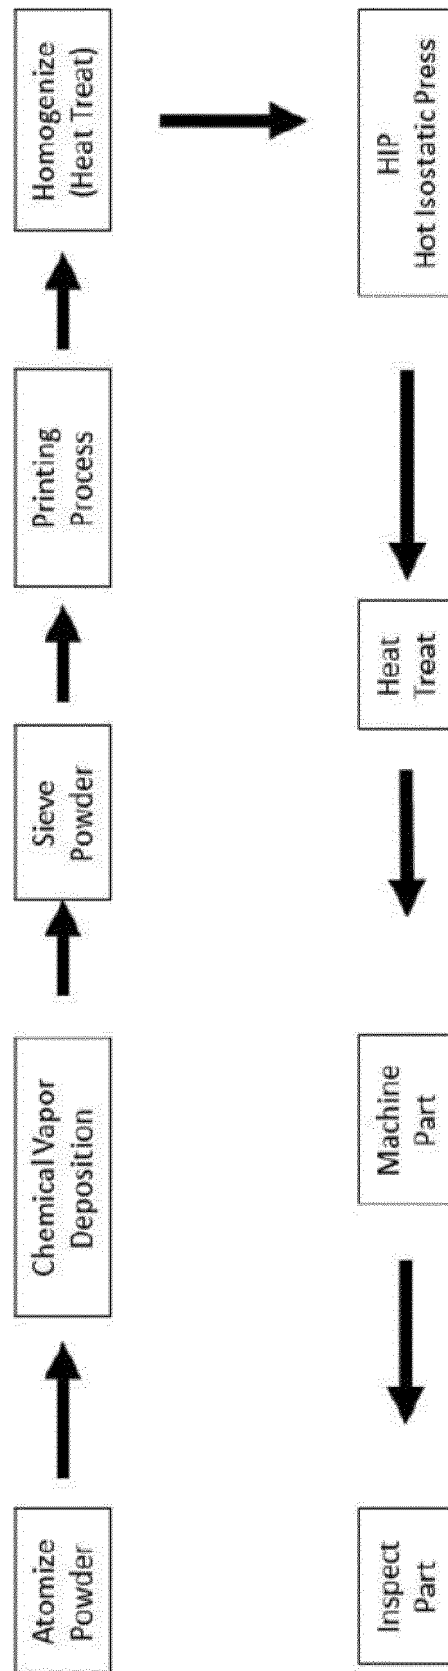 Atomize
Powder
Chemical Vapor
Deposition
Sieve
Powder
Printing
Process
Homogenize
(Heat Treat)
HIP
Hot Isostatic Press
Heat
Treat
Machine
Part
Inspect
Part